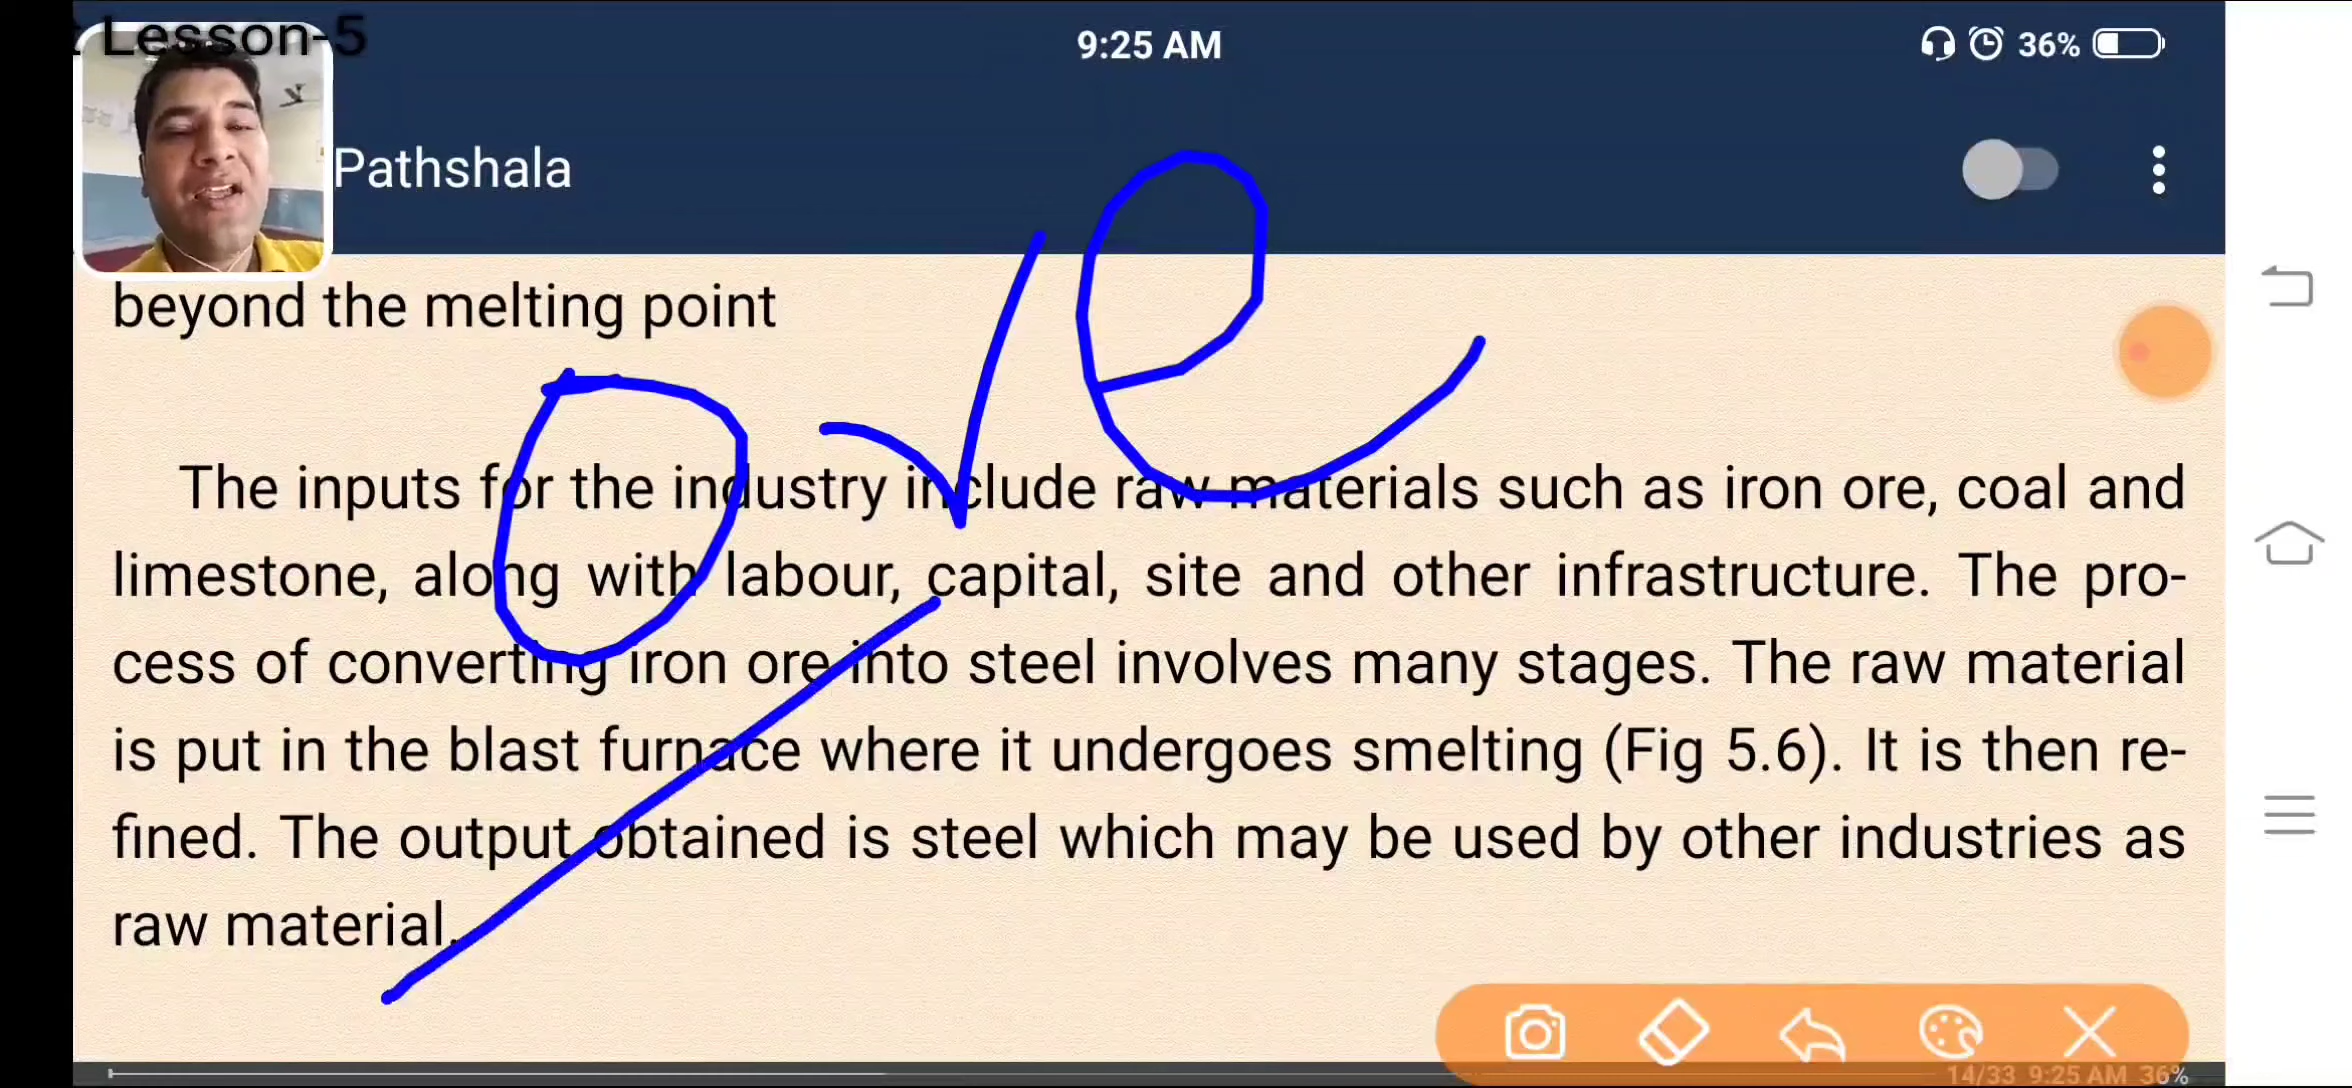 Lesson-5
9:25 AM
36%
Pathshala
beyond the melting point
The inputs for the industry include raw materials such as iron ore, coal and
limestone, along with labour, capital, site and other infrastructure. The pro-
cess of converting iron ore into steel involves many stages. The raw material
is put in the blast furnace where it undergoes smelting (Fig 5.6). It is then re-
fined. The output obtained is steel which may be used by other industries as
raw material.
14/33 9:25 AM 36%